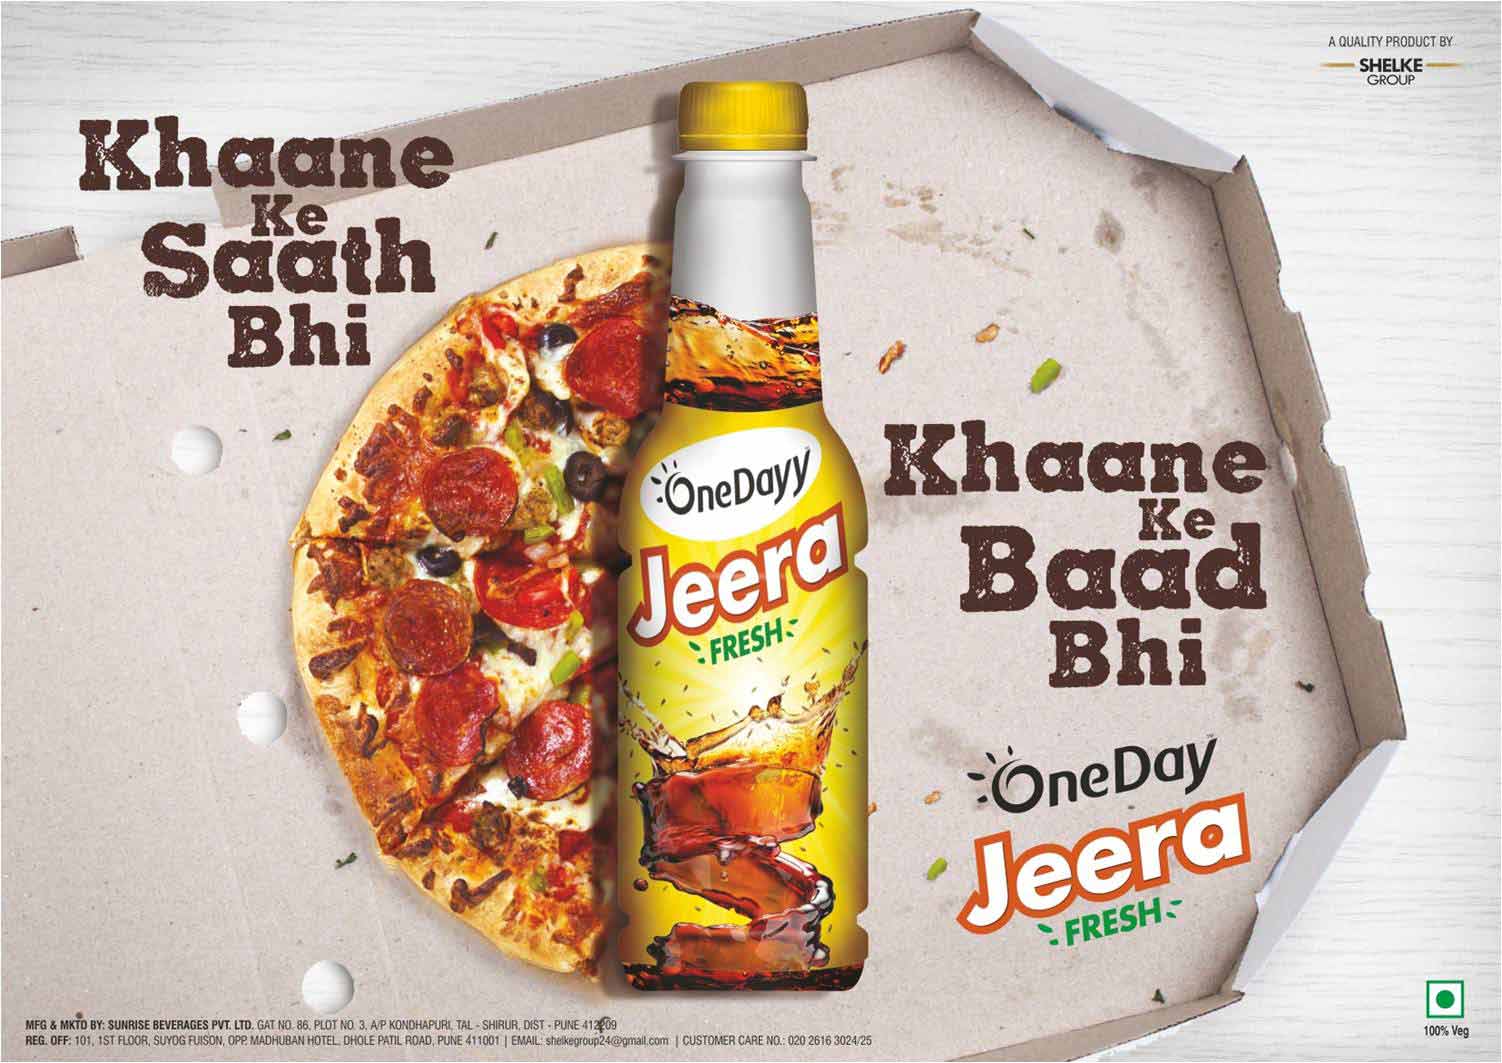 A QUALITY PRODUCT BY
SHELKE
GROUP
Khaane
Ke
Saath
Bhi
OneDayy
Jeera
FRESH
Khaane
Ke
Baad
Bhi
OneDay
Jeera
FRESH
MFG & MKTD BY: SUNRISE BEVERAGES PVT. LTD. GAT NO. 86, PLOT NO. 3, A/P KONDHAPURI, TAL - SHIRUR, DIST - PUNE 412209
REG. OFF: 101, 1ST FLOOR, SUYOG FUISON, OPP. MADHUBAN HOTEL, DHOLE PATIL ROAD, PUNE 411001 | EMAIL: shelkegroup24@gmail.com | CUSTOMER CARE NO.: 020 2616 3024/25
100% Veg